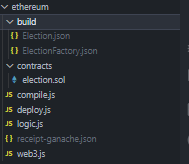 ethereum
build
Election.json
ElectionFactory.json
contracts
election.sol
JS compile.js
JS deploy.js
JS logic.js
{} receipt-ganache.json
JS web3.js